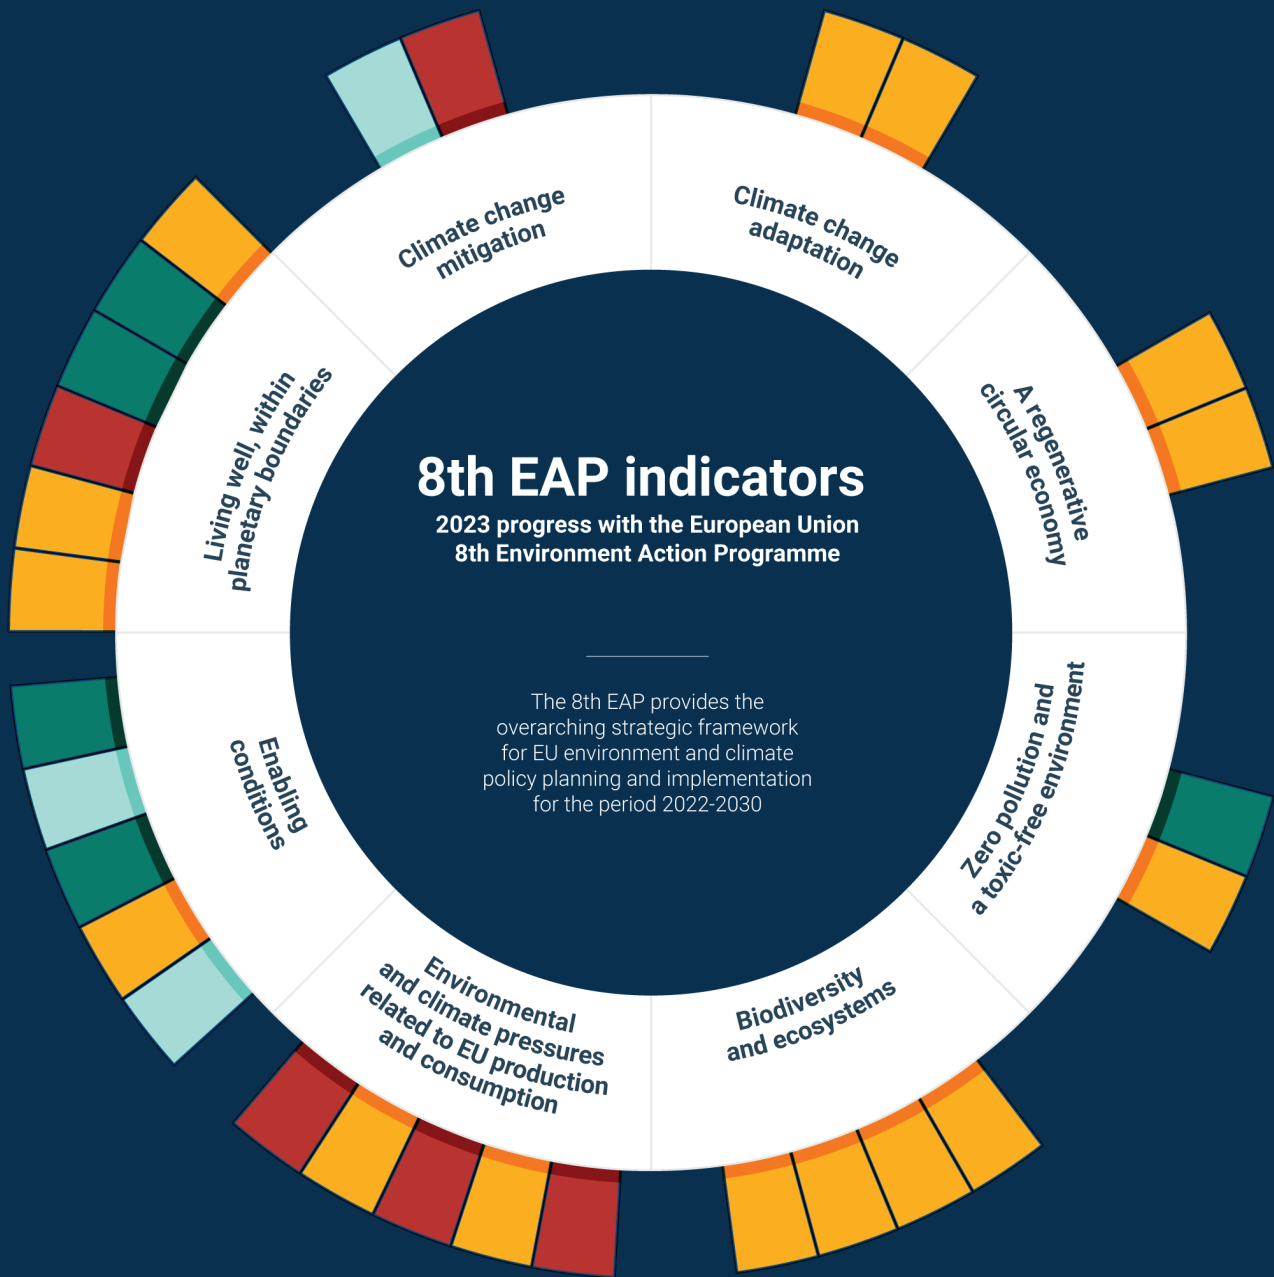 8th EAP indicators
2023 progress with the European Union
8th Environment Action Programme
The 8th EAP provides the
overarching strategic framework
for EU environment and climate
policy planning and implementation
for the period 2022-2030
Climate change
adaptation
A regenerative
circular economy
Zero pollution and
a toxic-free environment
Biodiversity
and ecosystems
Environmental
and climate pressures
related to EU production
and consumption
Enabling
conditions
Living well, within
planetary boundaries
Climate change
mitigation